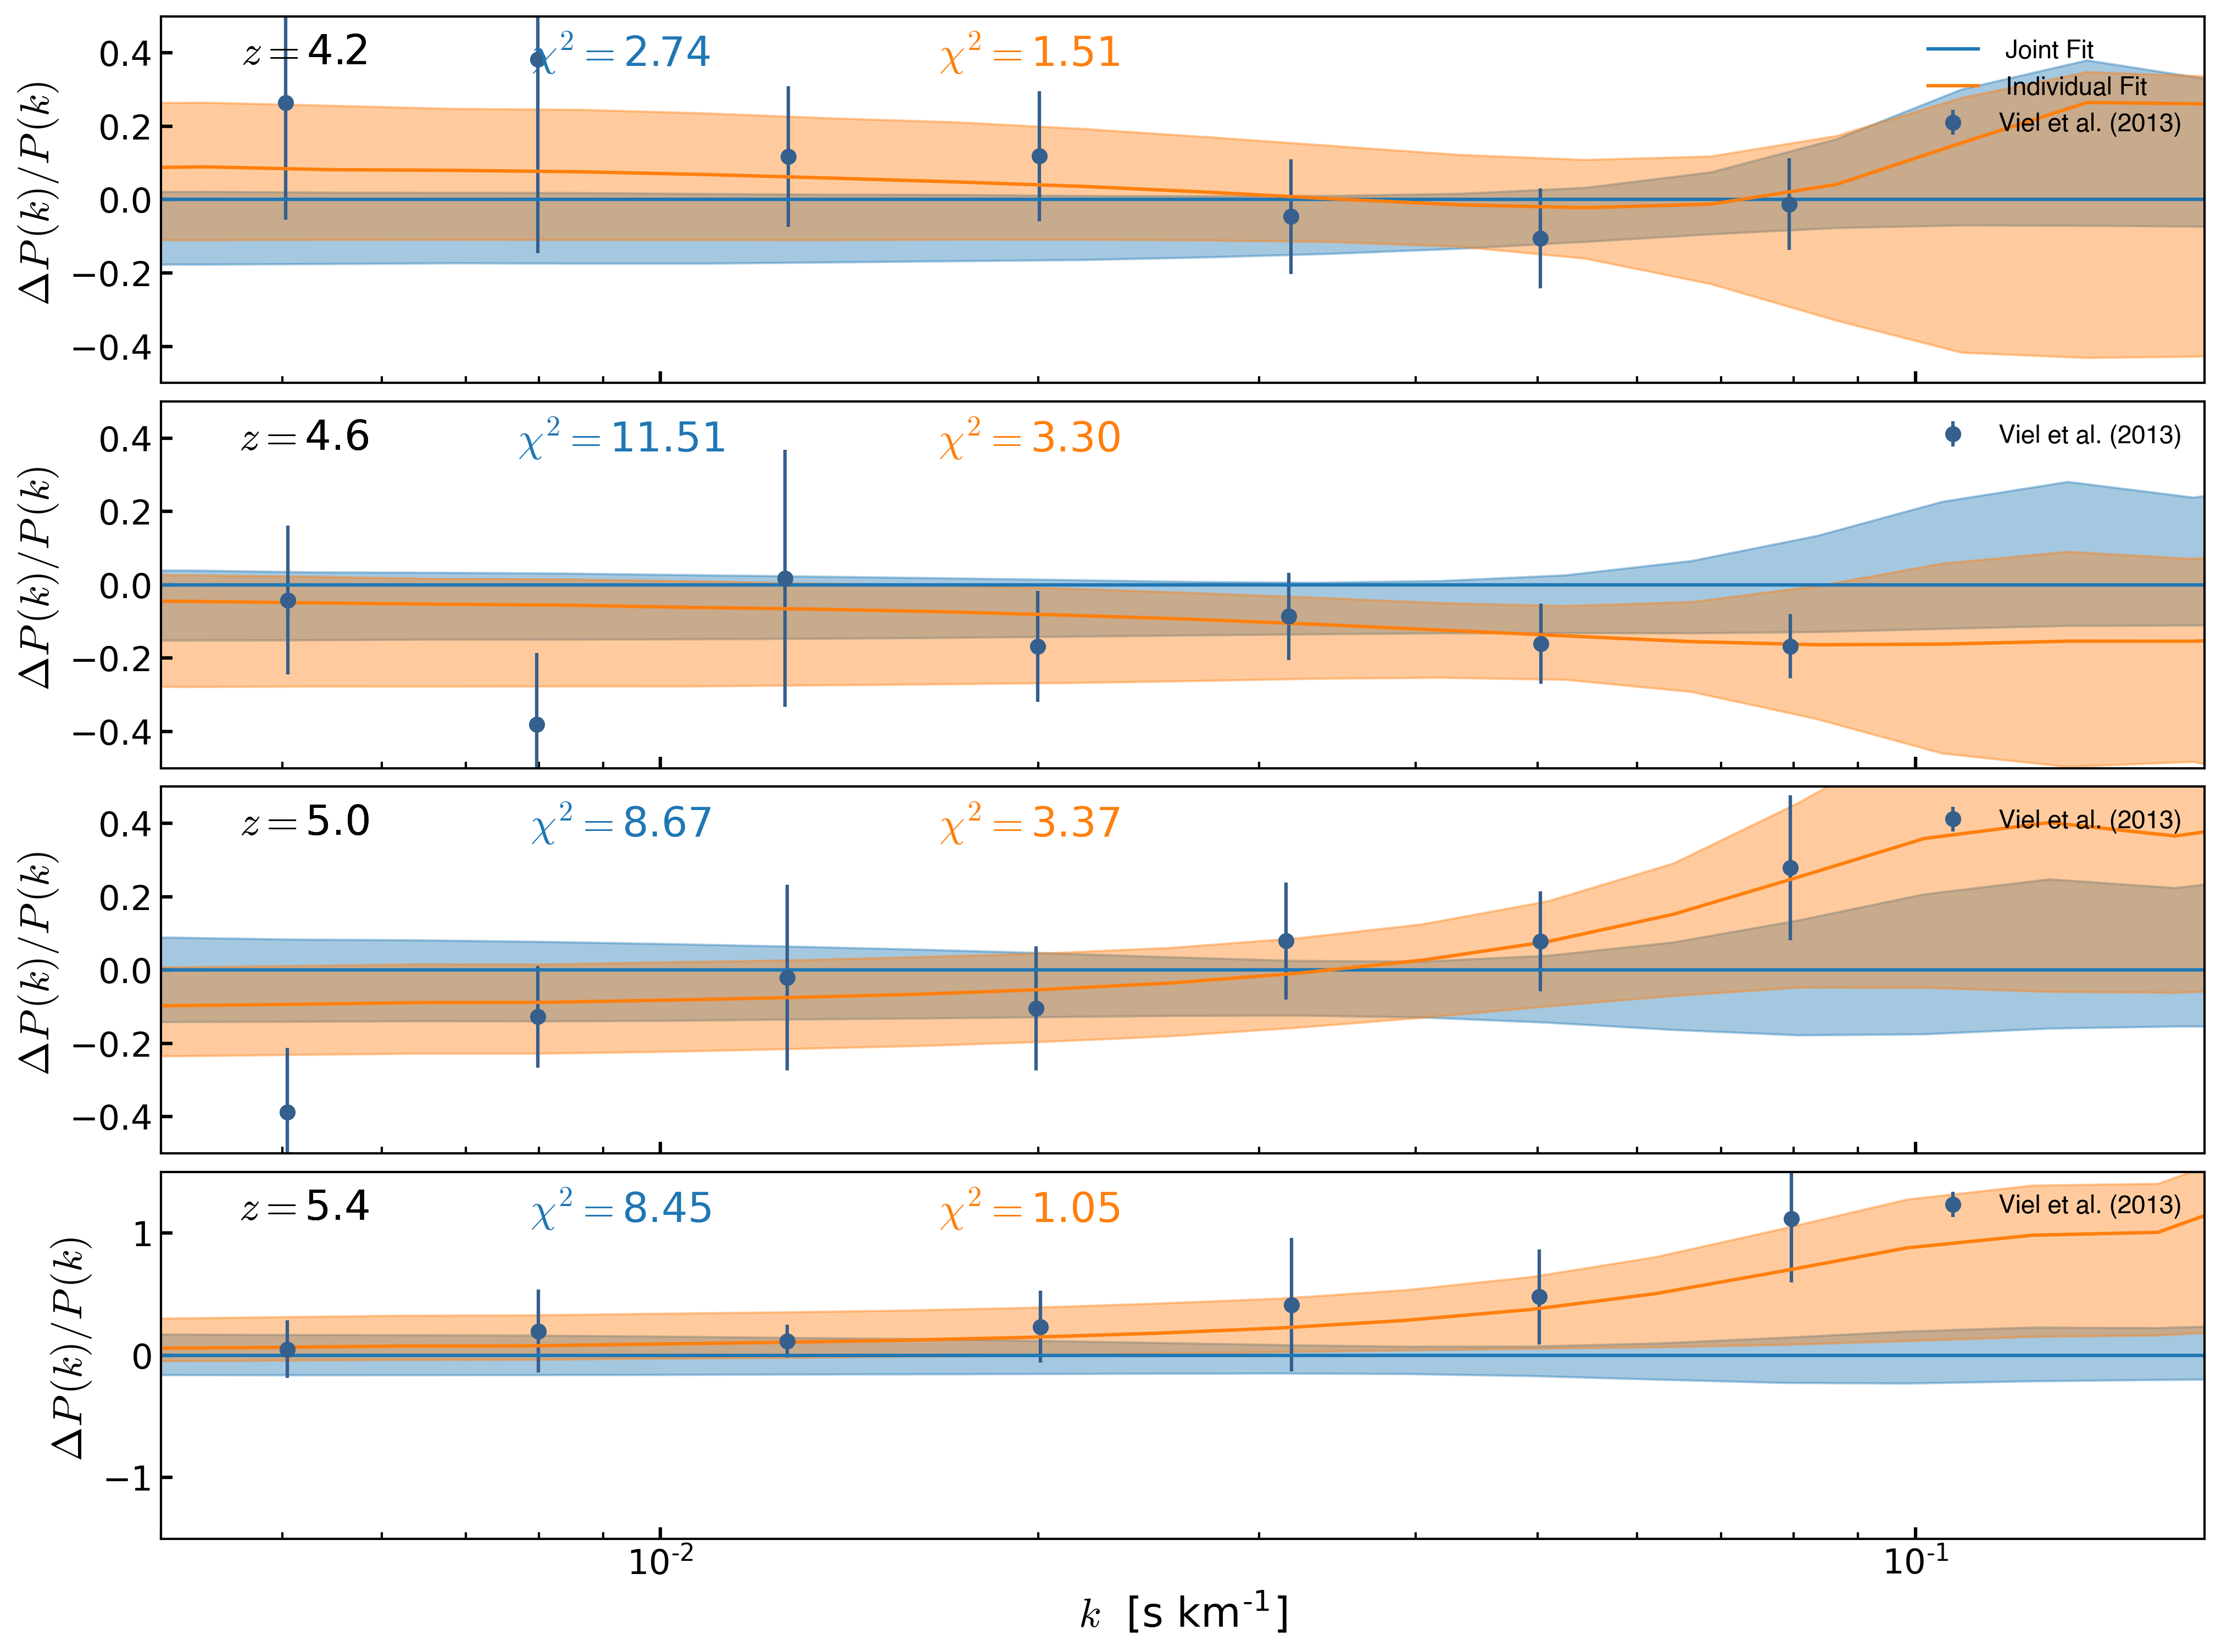 z = 4.2
χ² = 2.74
χ² = 1.51
Joint Fit
Individual Fit
Viel et al. (2013)
ΔP(k)/P(k)
0.4
0.2
0.0
−0.2
−0.4
z = 4.6
χ² = 11.51
χ² = 3.30
Viel et al. (2013)
ΔP(k)/P(k)
0.4
0.2
0.0
−0.2
−0.4
z = 5.0
χ² = 8.67
χ² = 3.37
Viel et al. (2013)
ΔP(k)/P(k)
0.4
0.2
0.0
−0.2
−0.4
z = 5.4
χ² = 8.45
χ² = 1.05
Viel et al. (2013)
ΔP(k)/P(k)
1
0
−1
10⁻² 10⁻¹
k [s km⁻¹]